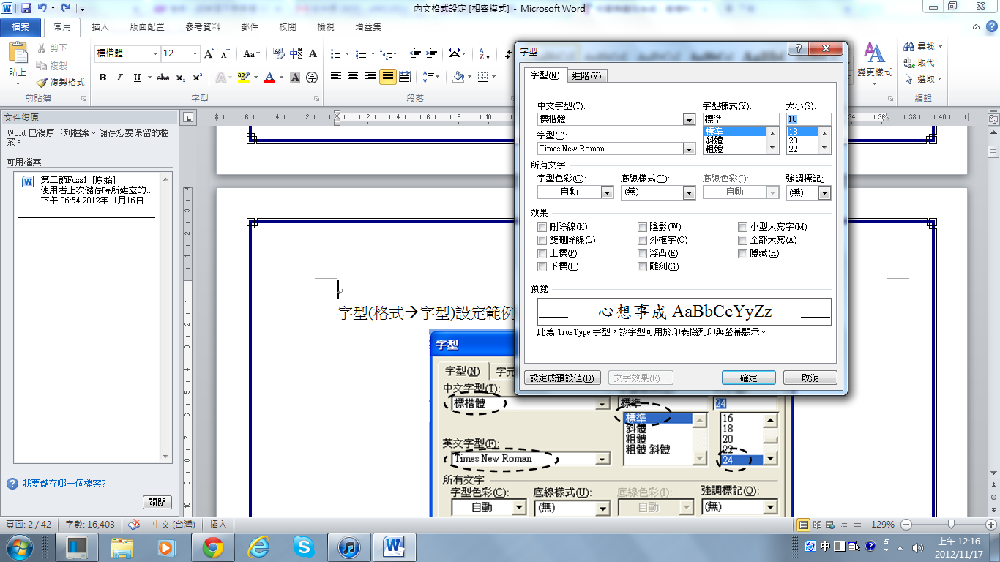 內文格式設定 [相容模式] - Microsoft Word
檔案 常用 插入 版面配置 參考資料 郵件 校閱 檢視 增益集
貼上 剪下 複製 複製格式
標楷體 12
尋找 取代 選取
變更樣式
剪貼簿 字型 段落 編輯
文件復原
Word 已復原下列檔案。儲存您要保留的檔案。
可用檔案
第二節Fuzz1 [原始]
使用者上次儲存時所建立的...
下午 06:54 2012年11月16日
我要儲存哪一個檔案?
關閉
字型
字型(N) 進階(V)
中文字型(T): 字型樣式(Y): 大小(S):
標楷體 標準 18
字型(F): 標準 18
斜體 20
Times New Roman 粗體 22
所有文字
字型色彩(C): 底線樣式(U): 底線色彩(I): 強調標記:
自動 (無) 自動 (無)
效果
刪除線(K) 陰影(W) 小型大寫字(M)
雙刪除線(L) 外框字(O) 全部大寫(A)
上標(P) 浮凸(E) 隱藏(H)
下標(B) 雕刻(G)
預覽
心想事成 AaBbCcYyZz
此為 TrueType 字型，該字型可用於印表機列印與螢幕顯示。
設定成預設值(D) 文字效果(E)... 確定 取消
字型(格式→字型)設定範例
字型
字型(N) 字元
中文字型(T):
標楷體 標準 24
標準 16
斜體 18
粗體 20
英文字型(F): 粗體 斜體 22
Times New Roman 24
所有文字
字型色彩(C): 底線樣式(U): 底線色彩(I): 強調標記(Q):
自動 (無) 自動 (無)
頁面: 2 / 42 字數: 16,403 中文 (台灣) 插入 129%
中
上午 12:16
2012/11/17